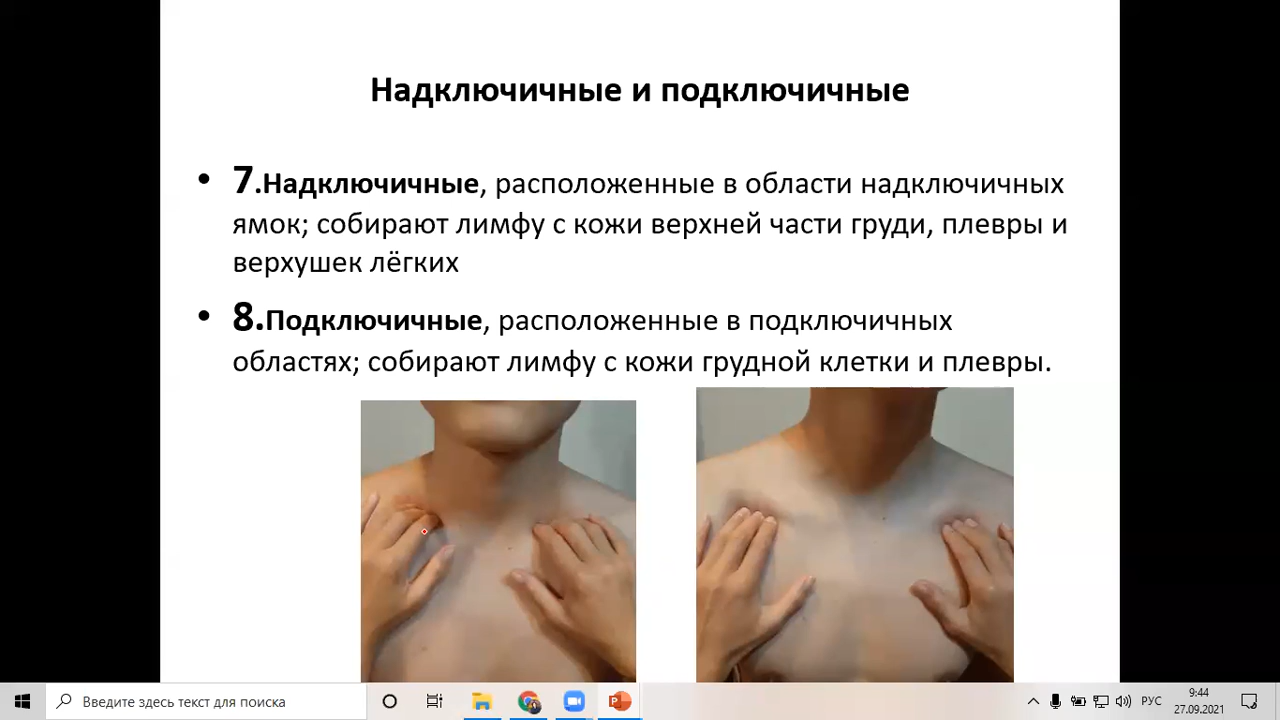 Надключичные и подключичные
• 7.Надключичные, расположенные в области надключичных
ямок; собирают лимфу с кожи верхней части груди, плевры и
верхушек лёгких
• 8.Подключичные, расположенные в подключичных
областях; собирают лимфу с кожи грудной клетки и плевры.
Введите здесь текст для поиска
РУС
9:44
27.09.2021